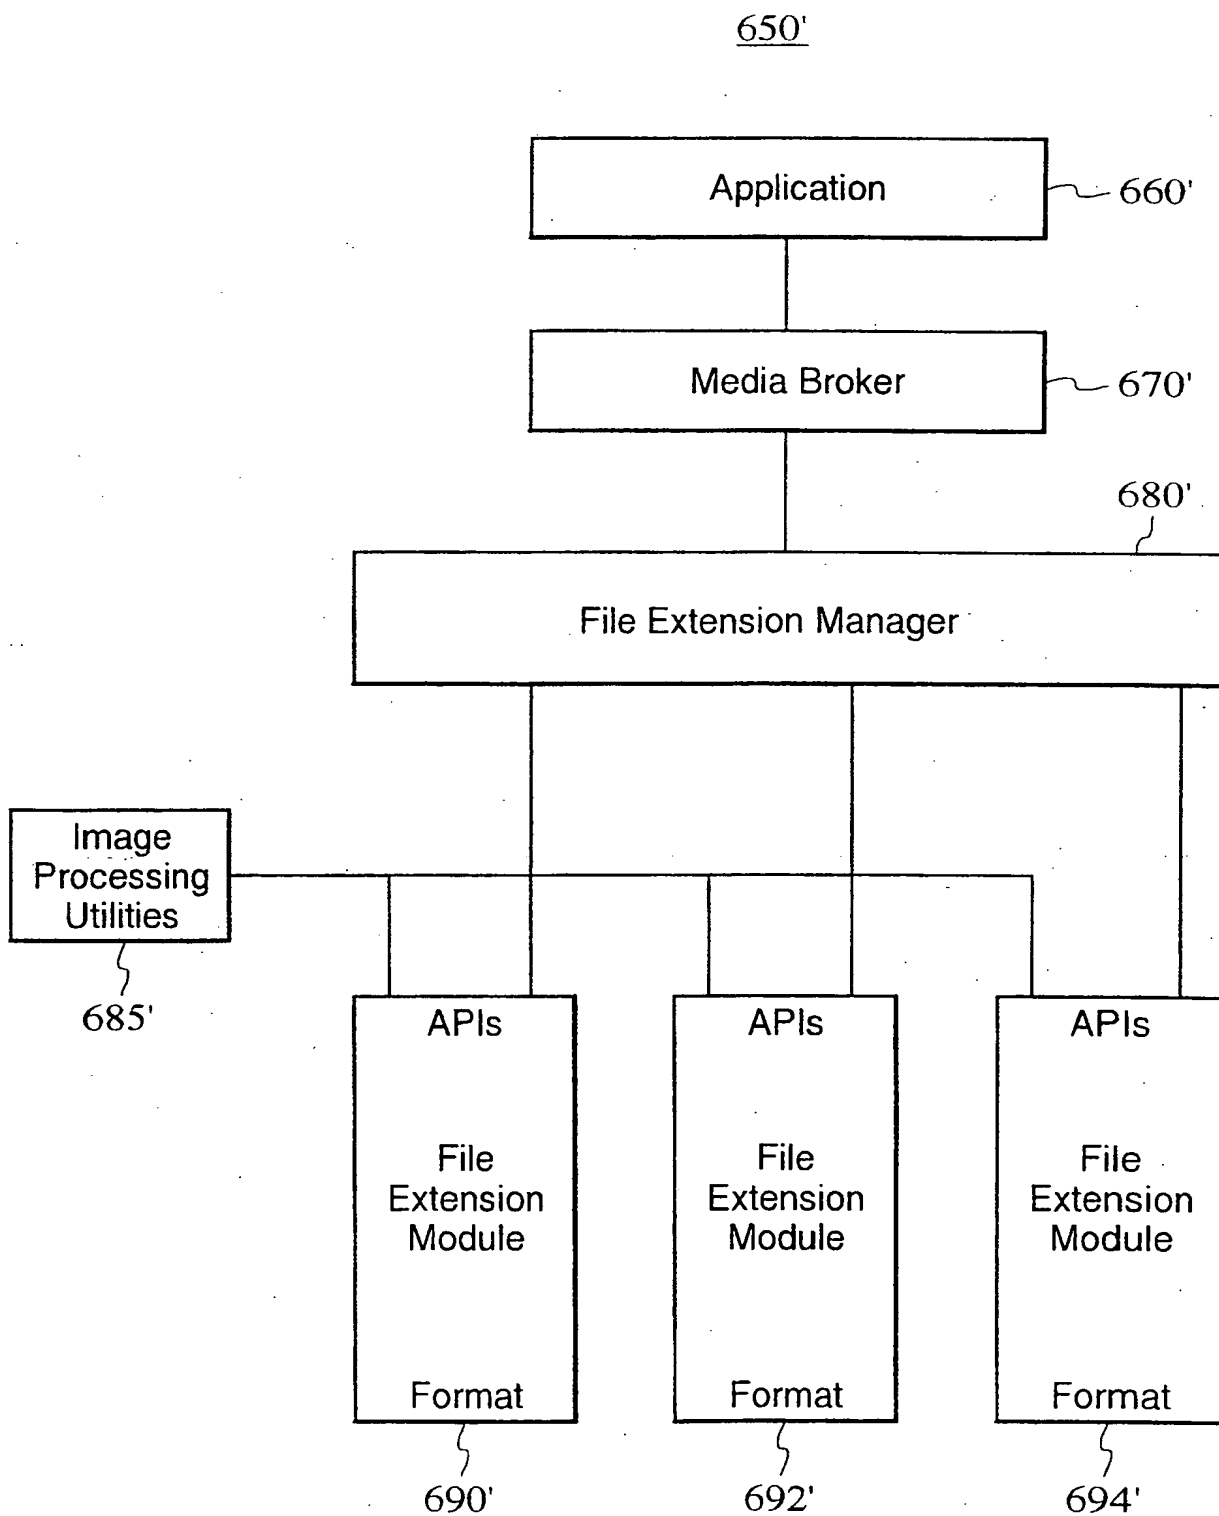 650'
Application
660'
Media Broker
670'
680'
File Extension Manager
Image
Processing
Utilities
685'
APIs
File
Extension
Module
Format
690'
APIs
File
Extension
Module
Format
692'
APIs
File
Extension
Module
Format
694'